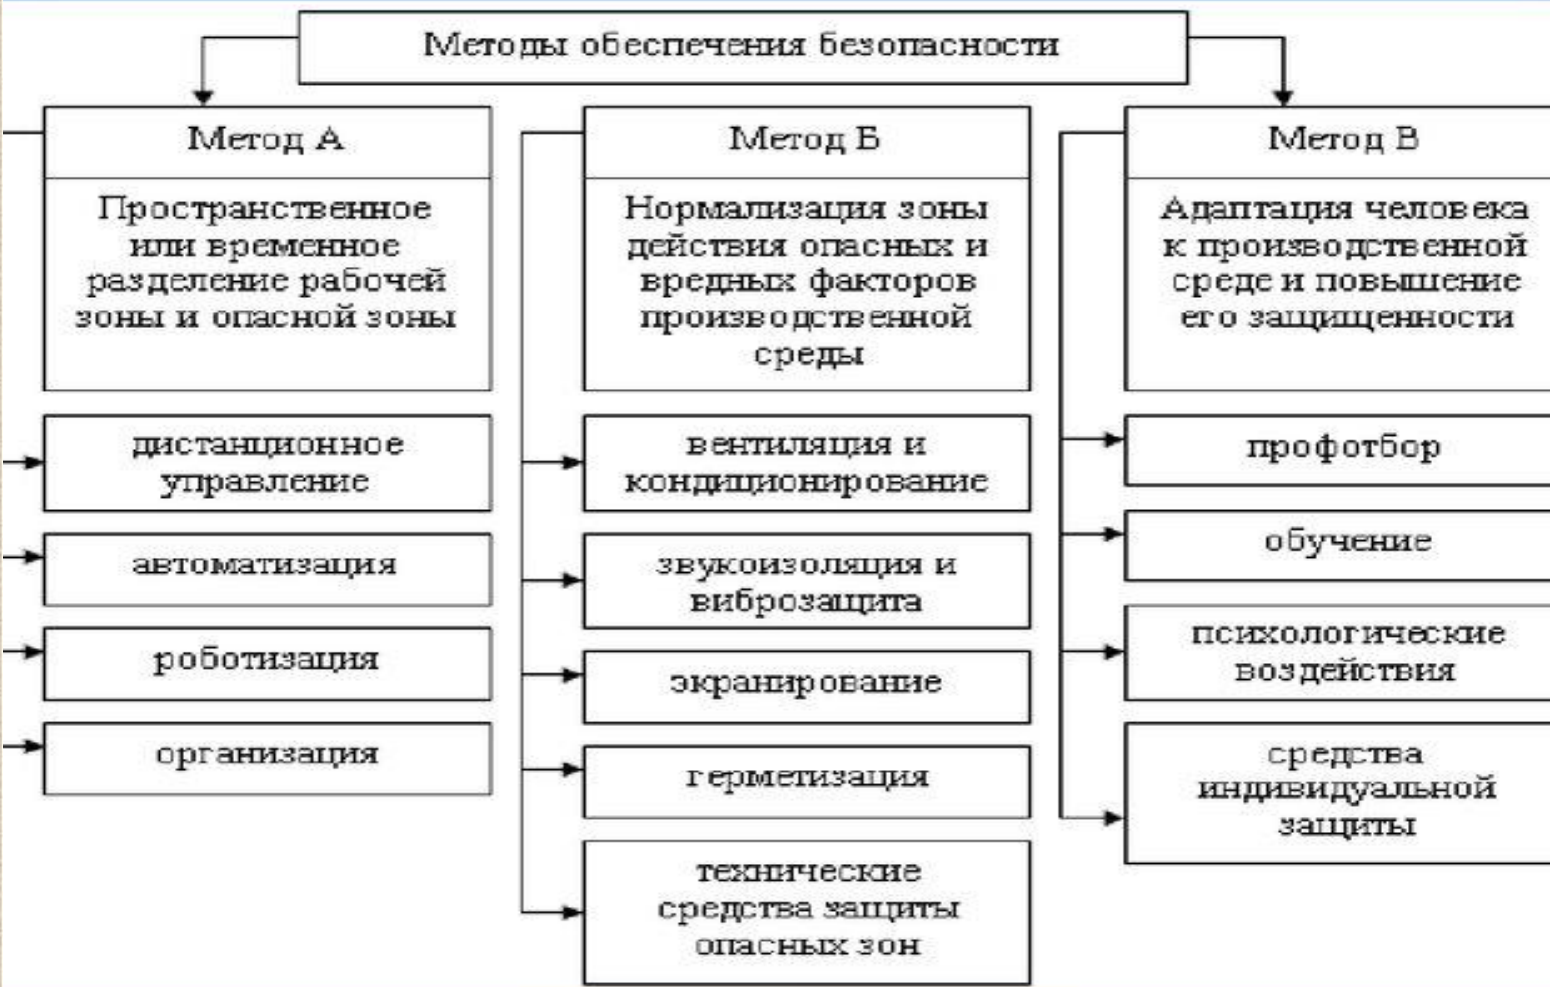 Методы обеспечения безопасности
Метод А
Пространственное
или временное
разделение рабочей
зоны и опасной зоны
дистанционное
управление
автоматизация
роботизация
организация
Метод Б
Нормализация зоны
действия опасных и
вредных факторов
производственной
среды
вентиляция и
кондиционирование
звукоизоляция и
виброзащита
экранирование
герметизация
технические
средства защиты
опасных зон
Метод В
Адаптация человека
к производственной
среде и повышение
его защищенности
профотбор
обучение
психологические
воздействия
средства
индивидуальной
защиты